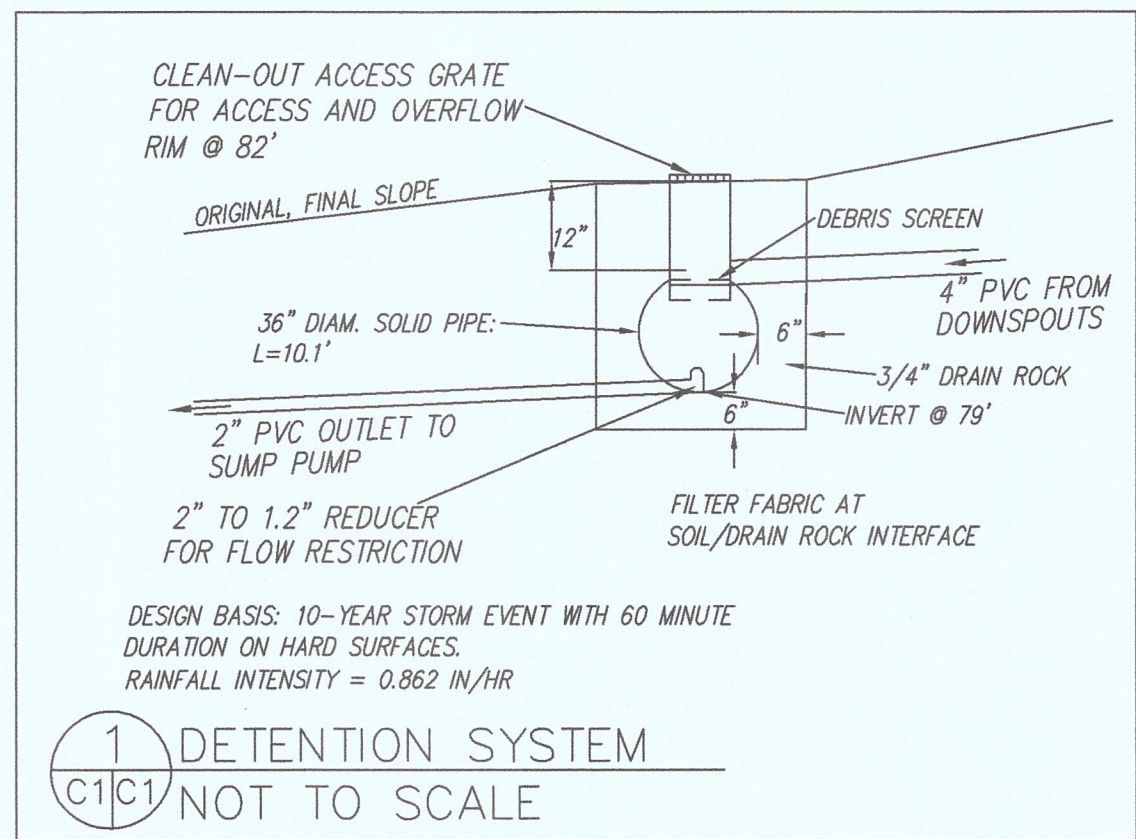 CLEAN-OUT ACCESS GRATE
FOR ACCESS AND OVERFLOW
RIM @ 82'
ORIGINAL, FINAL SLOPE
12"
DEBRIS SCREEN
4" PVC FROM
DOWNSPOUTS
36" DIAM. SOLID PIPE:
L=10.1'
6"
3/4" DRAIN ROCK
6"
INVERT @ 79'
2" PVC OUTLET TO
SUMP PUMP
2" TO 1.2" REDUCER
FOR FLOW RESTRICTION
FILTER FABRIC AT
SOIL/DRAIN ROCK INTERFACE
DESIGN BASIS: 10-YEAR STORM EVENT WITH 60 MINUTE
DURATION ON HARD SURFACES.
RAINFALL INTENSITY = 0.862 IN/HR
1 DETENTION SYSTEM
C1 C1 NOT TO SCALE